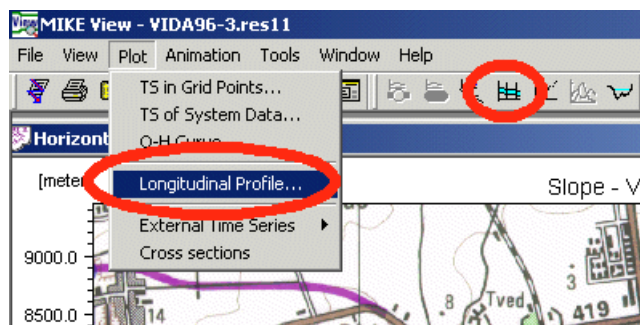 MIKE View - VIDA96-3.res11
File View Plot Animation Tools Window Help
TS in Grid Points...
TS of System Data...
Q-H Curve
Horizont
Longitudinal Profile...
[mete
Slope - V
External Time Series
Cross sections
9000.0
3
8
Tved
419
8500.0
14